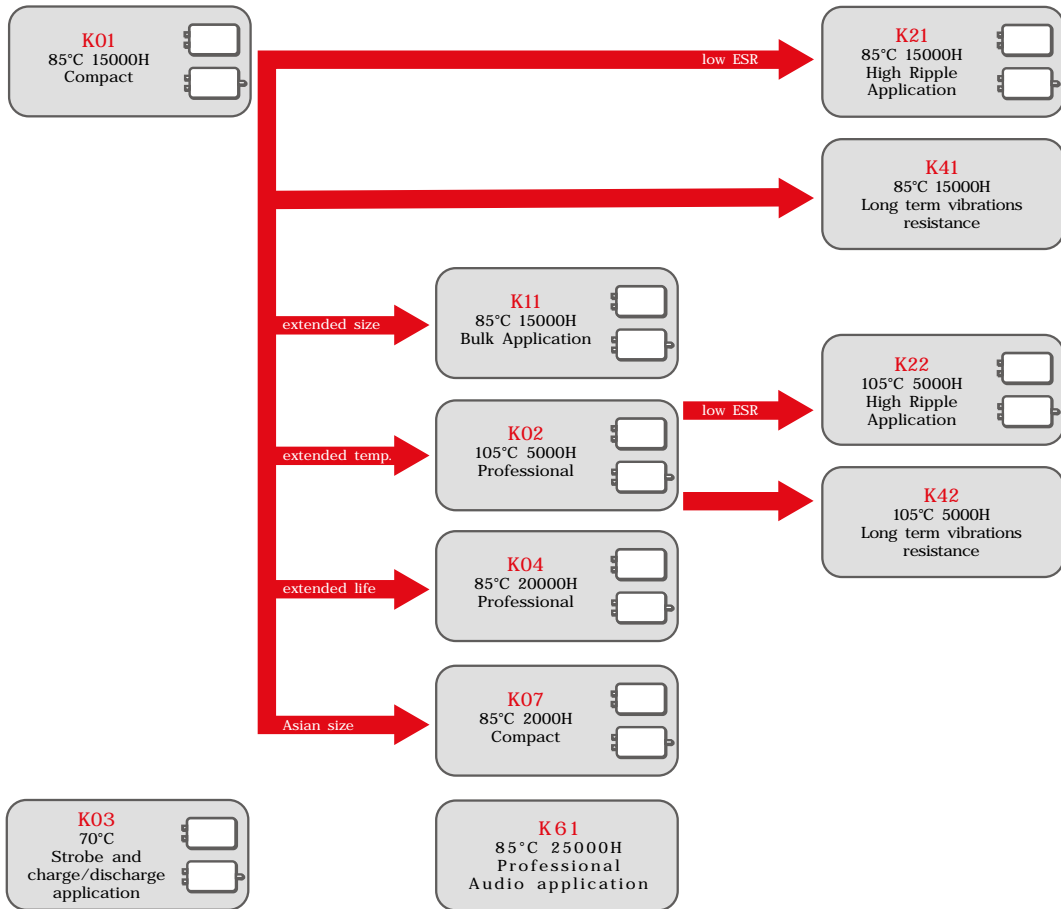 K01
85°C 15000H
Compact
low ESR
K21
85°C 15000H
High Ripple
Application
K41
85°C 15000H
Long term vibrations
resistance
extended size
K11
85°C 15000H
Bulk Application
low ESR
K22
105°C 5000H
High Ripple
Application
extended temp.
K02
105°C 5000H
Professional
K42
105°C 5000H
Long term vibrations
resistance
extended life
K04
85°C 20000H
Professional
Asian size
K07
85°C 2000H
Compact
K03
70°C
Strobe and
charge/discharge
application
K61
85°C 25000H
Professional
Audio application